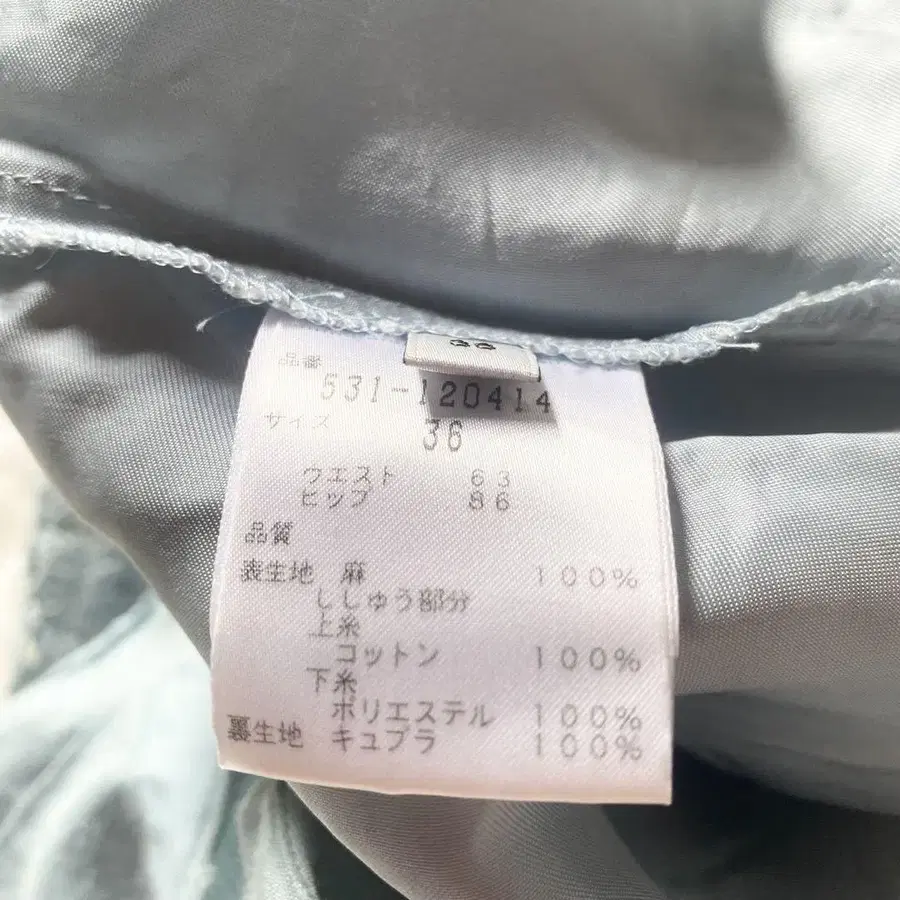 36
品番
531-120414
サイズ
36
ウエスト 63
ヒップ 86
品質
表生地 麻 100%
ししゅう部分
上糸
コットン 100%
下糸
ポリエステル 100%
裏生地 キュプラ 100%